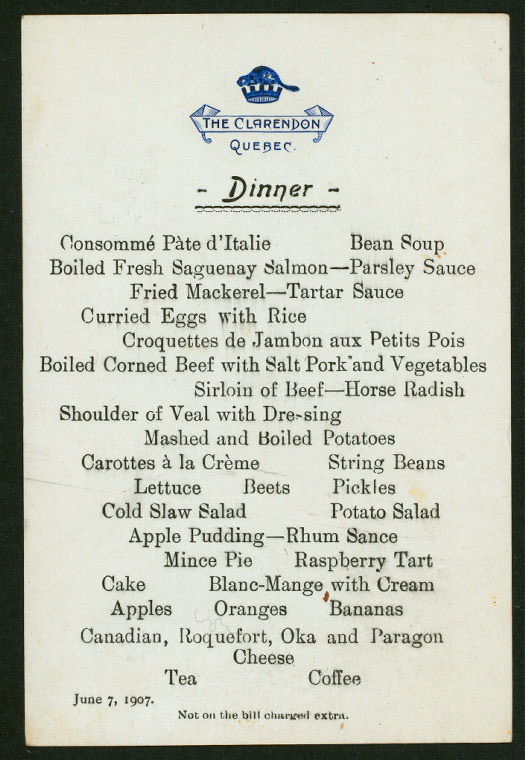 THE CLARENDON
QUEBEC.
- Dinner -
Consommé Pàte d'Italie Bean Soup
Boiled Fresh Saguenay Salmon—Parsley Sauce
Fried Mackerel—Tartar Sauce
Curried Eggs with Rice
Croquettes de Jambon aux Petits Pois
Boiled Corned Beef with Salt Pork and Vegetables
Sirloin of Beef—Horse Radish
Shoulder of Veal with Dressing
Mashed and Boiled Potatoes
Carottes à la Crème String Beans
Lettuce Beets Pickles
Cold Slaw Salad Potato Salad
Apple Pudding—Rhum Sance
Mince Pie Raspberry Tart
Cake Blanc-Mange with Cream
Apples Oranges Bananas
Canadian, Roquefort, Oka and Paragon
Cheese
Tea Coffee
June 7, 1907.
Not on the bill charged extra.